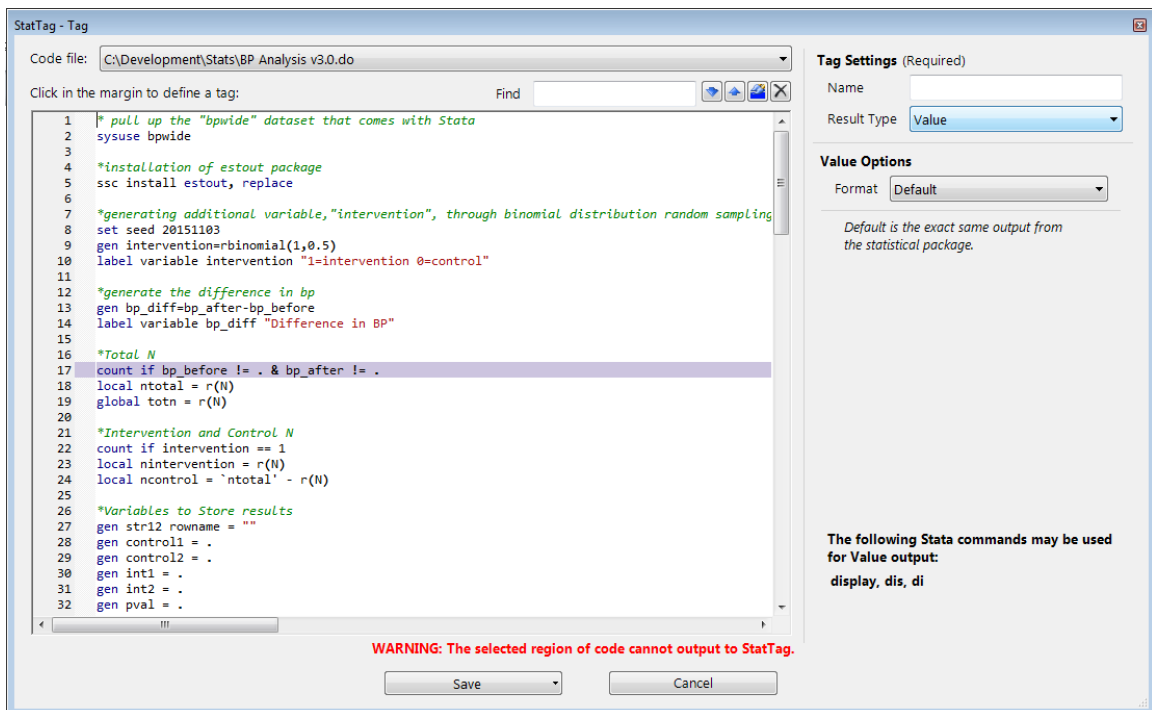 StatTag - Tag
Code file: C:\Development\Stats\BP Analysis v3.0.do
Click in the margin to define a tag: Find
1 * pull up the "bpwide" dataset that comes with Stata
2 sysuse bpwide
3
4 *installation of estout package
5 ssc install estout, replace
6
7 *generating additional variable,"intervention", through binomial distribution random sampling
8 set seed 20151103
9 gen intervention=rbinomial(1,0.5)
10 label variable intervention "1=intervention 0=control"
11
12 *generate the difference in bp
13 gen bp_diff=bp_after-bp_before
14 label variable bp_diff "Difference in BP"
15
16 *Total N
17 count if bp_before != . & bp_after != .
18 local ntotal = r(N)
19 global totn = r(N)
20
21 *Intervention and Control N
22 count if intervention == 1
23 local nintervention = r(N)
24 local ncontrol = `ntotal' - r(N)
25
26 *Variables to Store results
27 gen str12 rowname = ""
28 gen control1 = .
29 gen control2 = .
30 gen int1 = .
31 gen int2 = .
32 gen pval = .
WARNING: The selected region of code cannot output to StatTag.
Save
Cancel
Tag Settings (Required)
Name
Result Type Value
Value Options
Format Default
Default is the exact same output from
the statistical package.
The following Stata commands may be used
for Value output:
display, dis, di